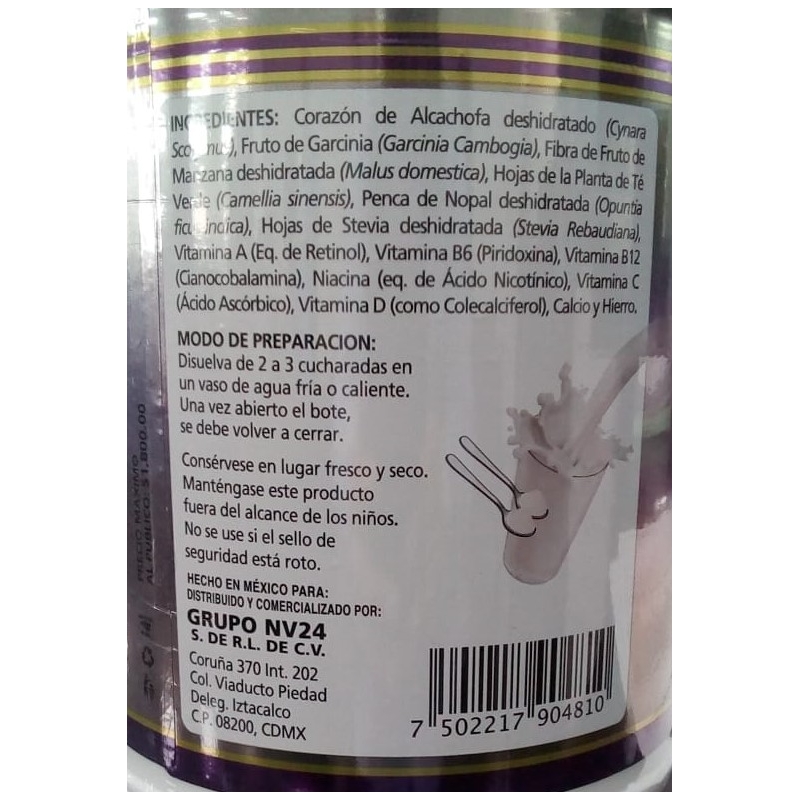 INGREDIENTES: Corazón de Alcachofa deshidratado (Cynara
Scolymus), Fruto de Garcinia (Garcinia Cambogia), Fibra de Fruto de
Manzana deshidratada (Malus domestica), Hojas de la Planta de Té
Verde (Camellia sinensis), Penca de Nopal deshidratada (Opuntia
ficus indica), Hojas de Stevia deshidratada (Stevia Rebaudiana),
Vitamina A (Eq. de Retinol), Vitamina B6 (Piridoxina), Vitamina B12
(Cianocobalamina), Niacina (eq. de Ácido Nicotínico), Vitamina C
(Ácido Ascórbico), Vitamina D (como Colecalciferol), Calcio y Hierro.
MODO DE PREPARACION:
Disuelva de 2 a 3 cucharadas en
un vaso de agua fría o caliente.
Una vez abierto el bote,
se debe volver a cerrar.
Consérvese en lugar fresco y seco.
Manténgase este producto
fuera del alcance de los niños.
No se use si el sello de
seguridad está roto.
HECHO EN MÉXICO PARA:
DISTRIBUIDO Y COMERCIALIZADO POR:
GRUPO NV24
S. DE R.L. DE C.V.
Coruña 370 Int. 202
Col. Viaducto Piedad
Deleg. Iztacalco
C.P. 08200, CDMX
7 502217 904810
PRECIO MAXIMO
AL PUBLICO: $1,800.00